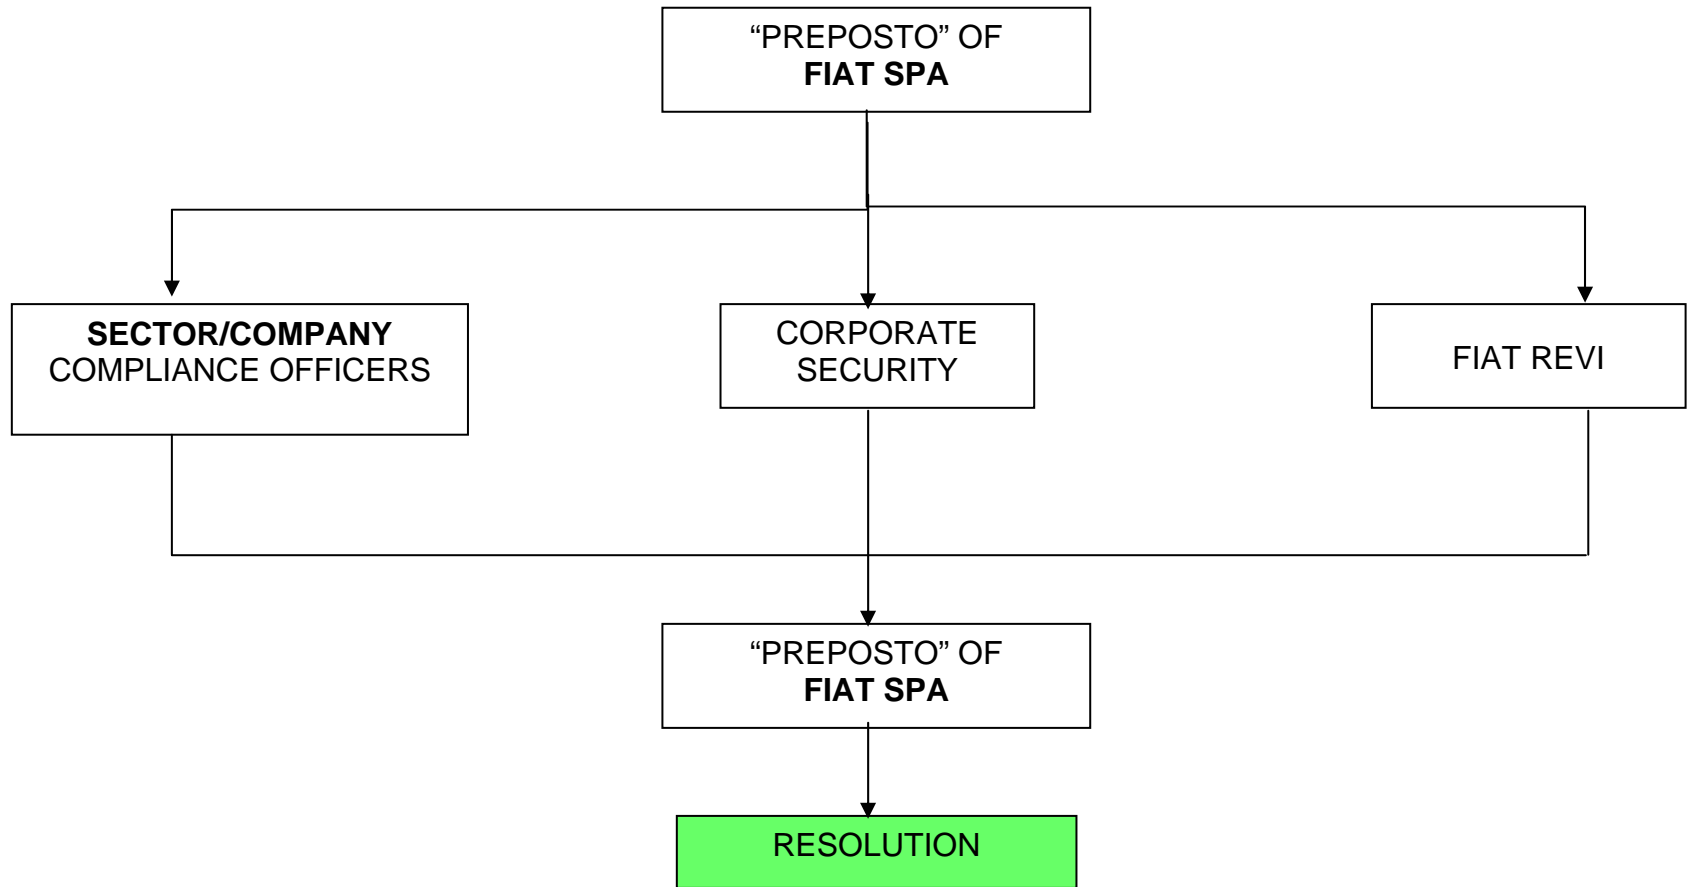 “PREPOSTO” OF
FIAT SPA
SECTOR/COMPANY
COMPLIANCE OFFICERS
CORPORATE
SECURITY
FIAT REVI
“PREPOSTO” OF
FIAT SPA
RESOLUTION